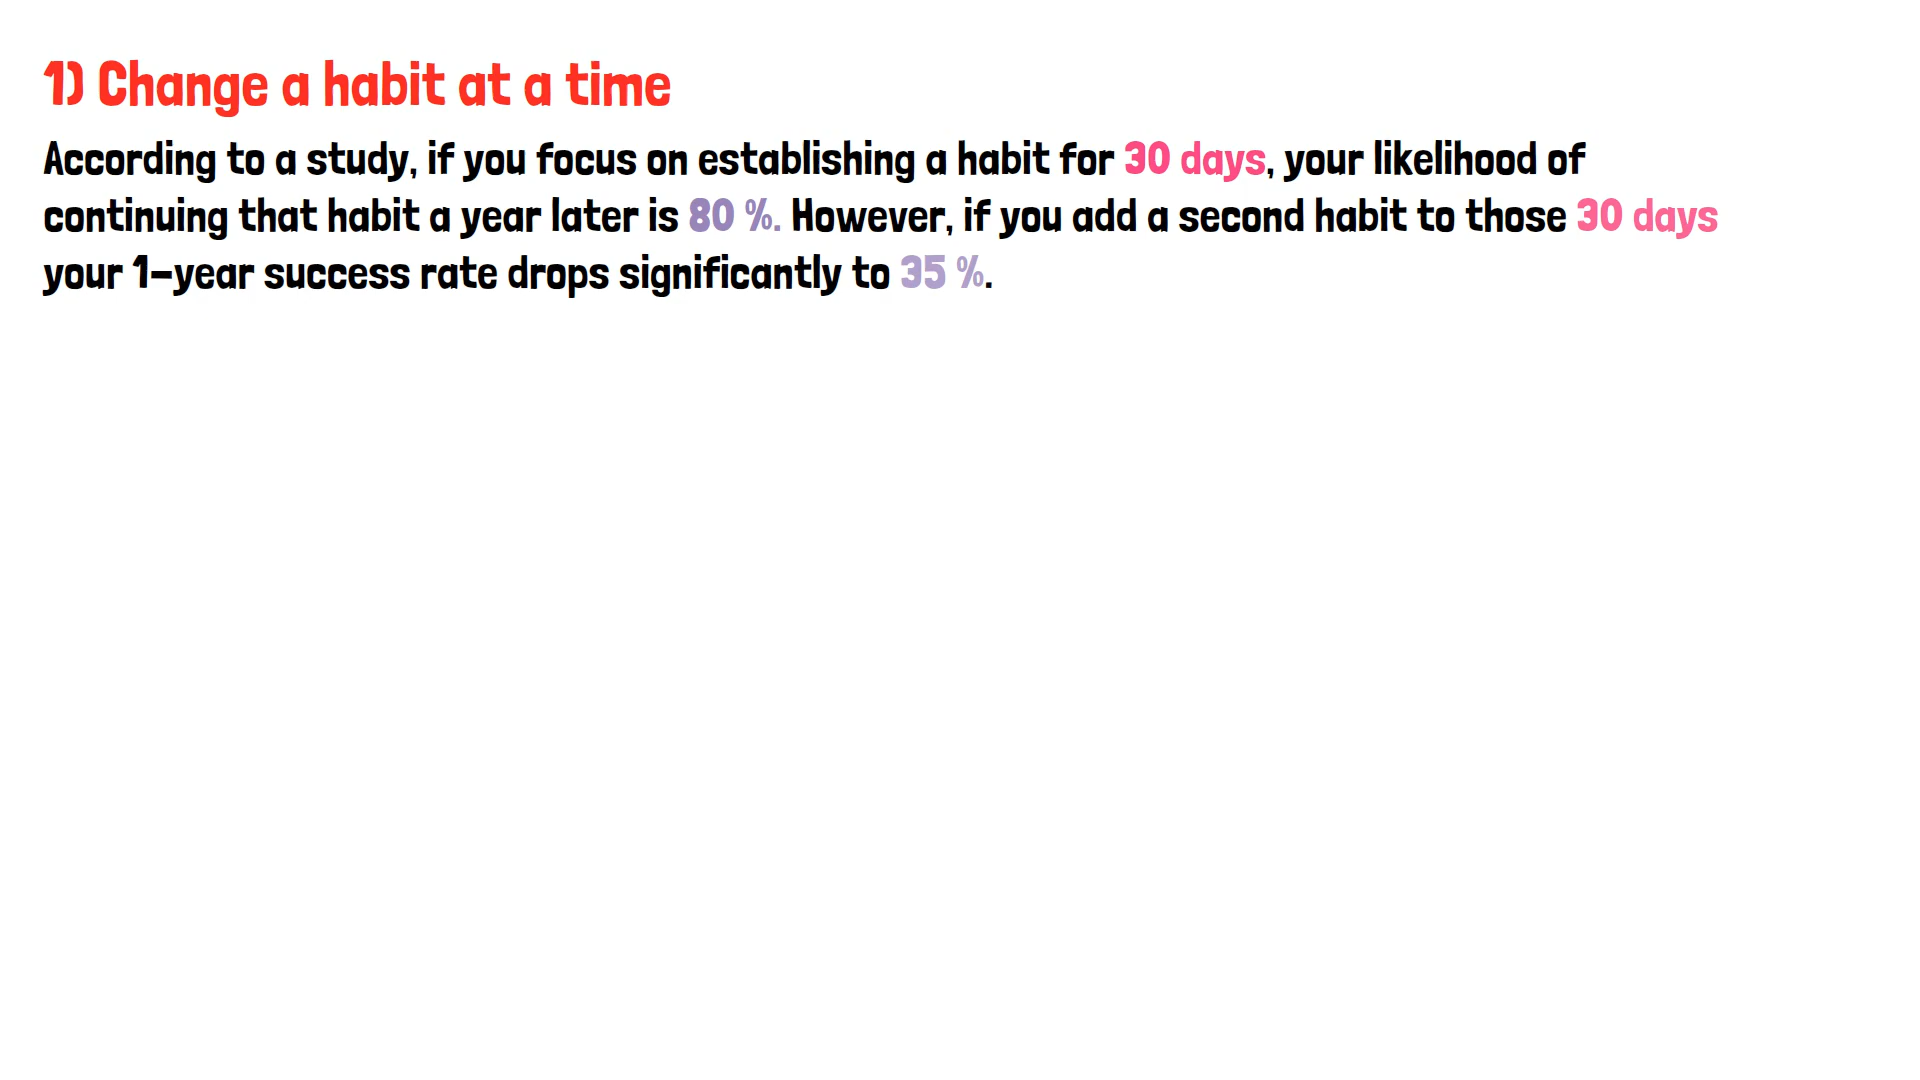 1) Change a habit at a time
According to a study, if you focus on establishing a habit for 30 days, your likelihood of
continuing that habit a year later is 80 %. However, if you add a second habit to those 30 days
your 1-year success rate drops significantly to 35 %.